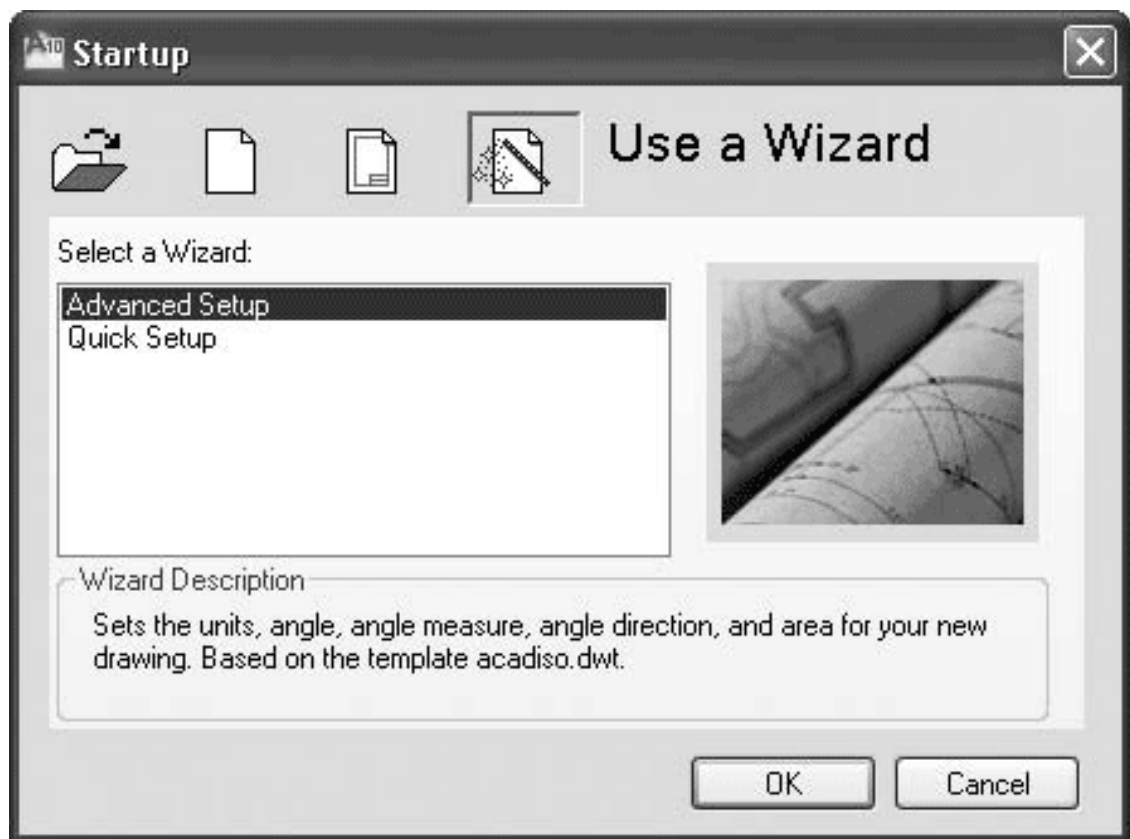 Startup
Use a Wizard
Select a Wizard:
Advanced Setup
Quick Setup
Wizard Description
Sets the units, angle, angle measure, angle direction, and area for your new
drawing. Based on the template acadiso.dwt.
OK
Cancel